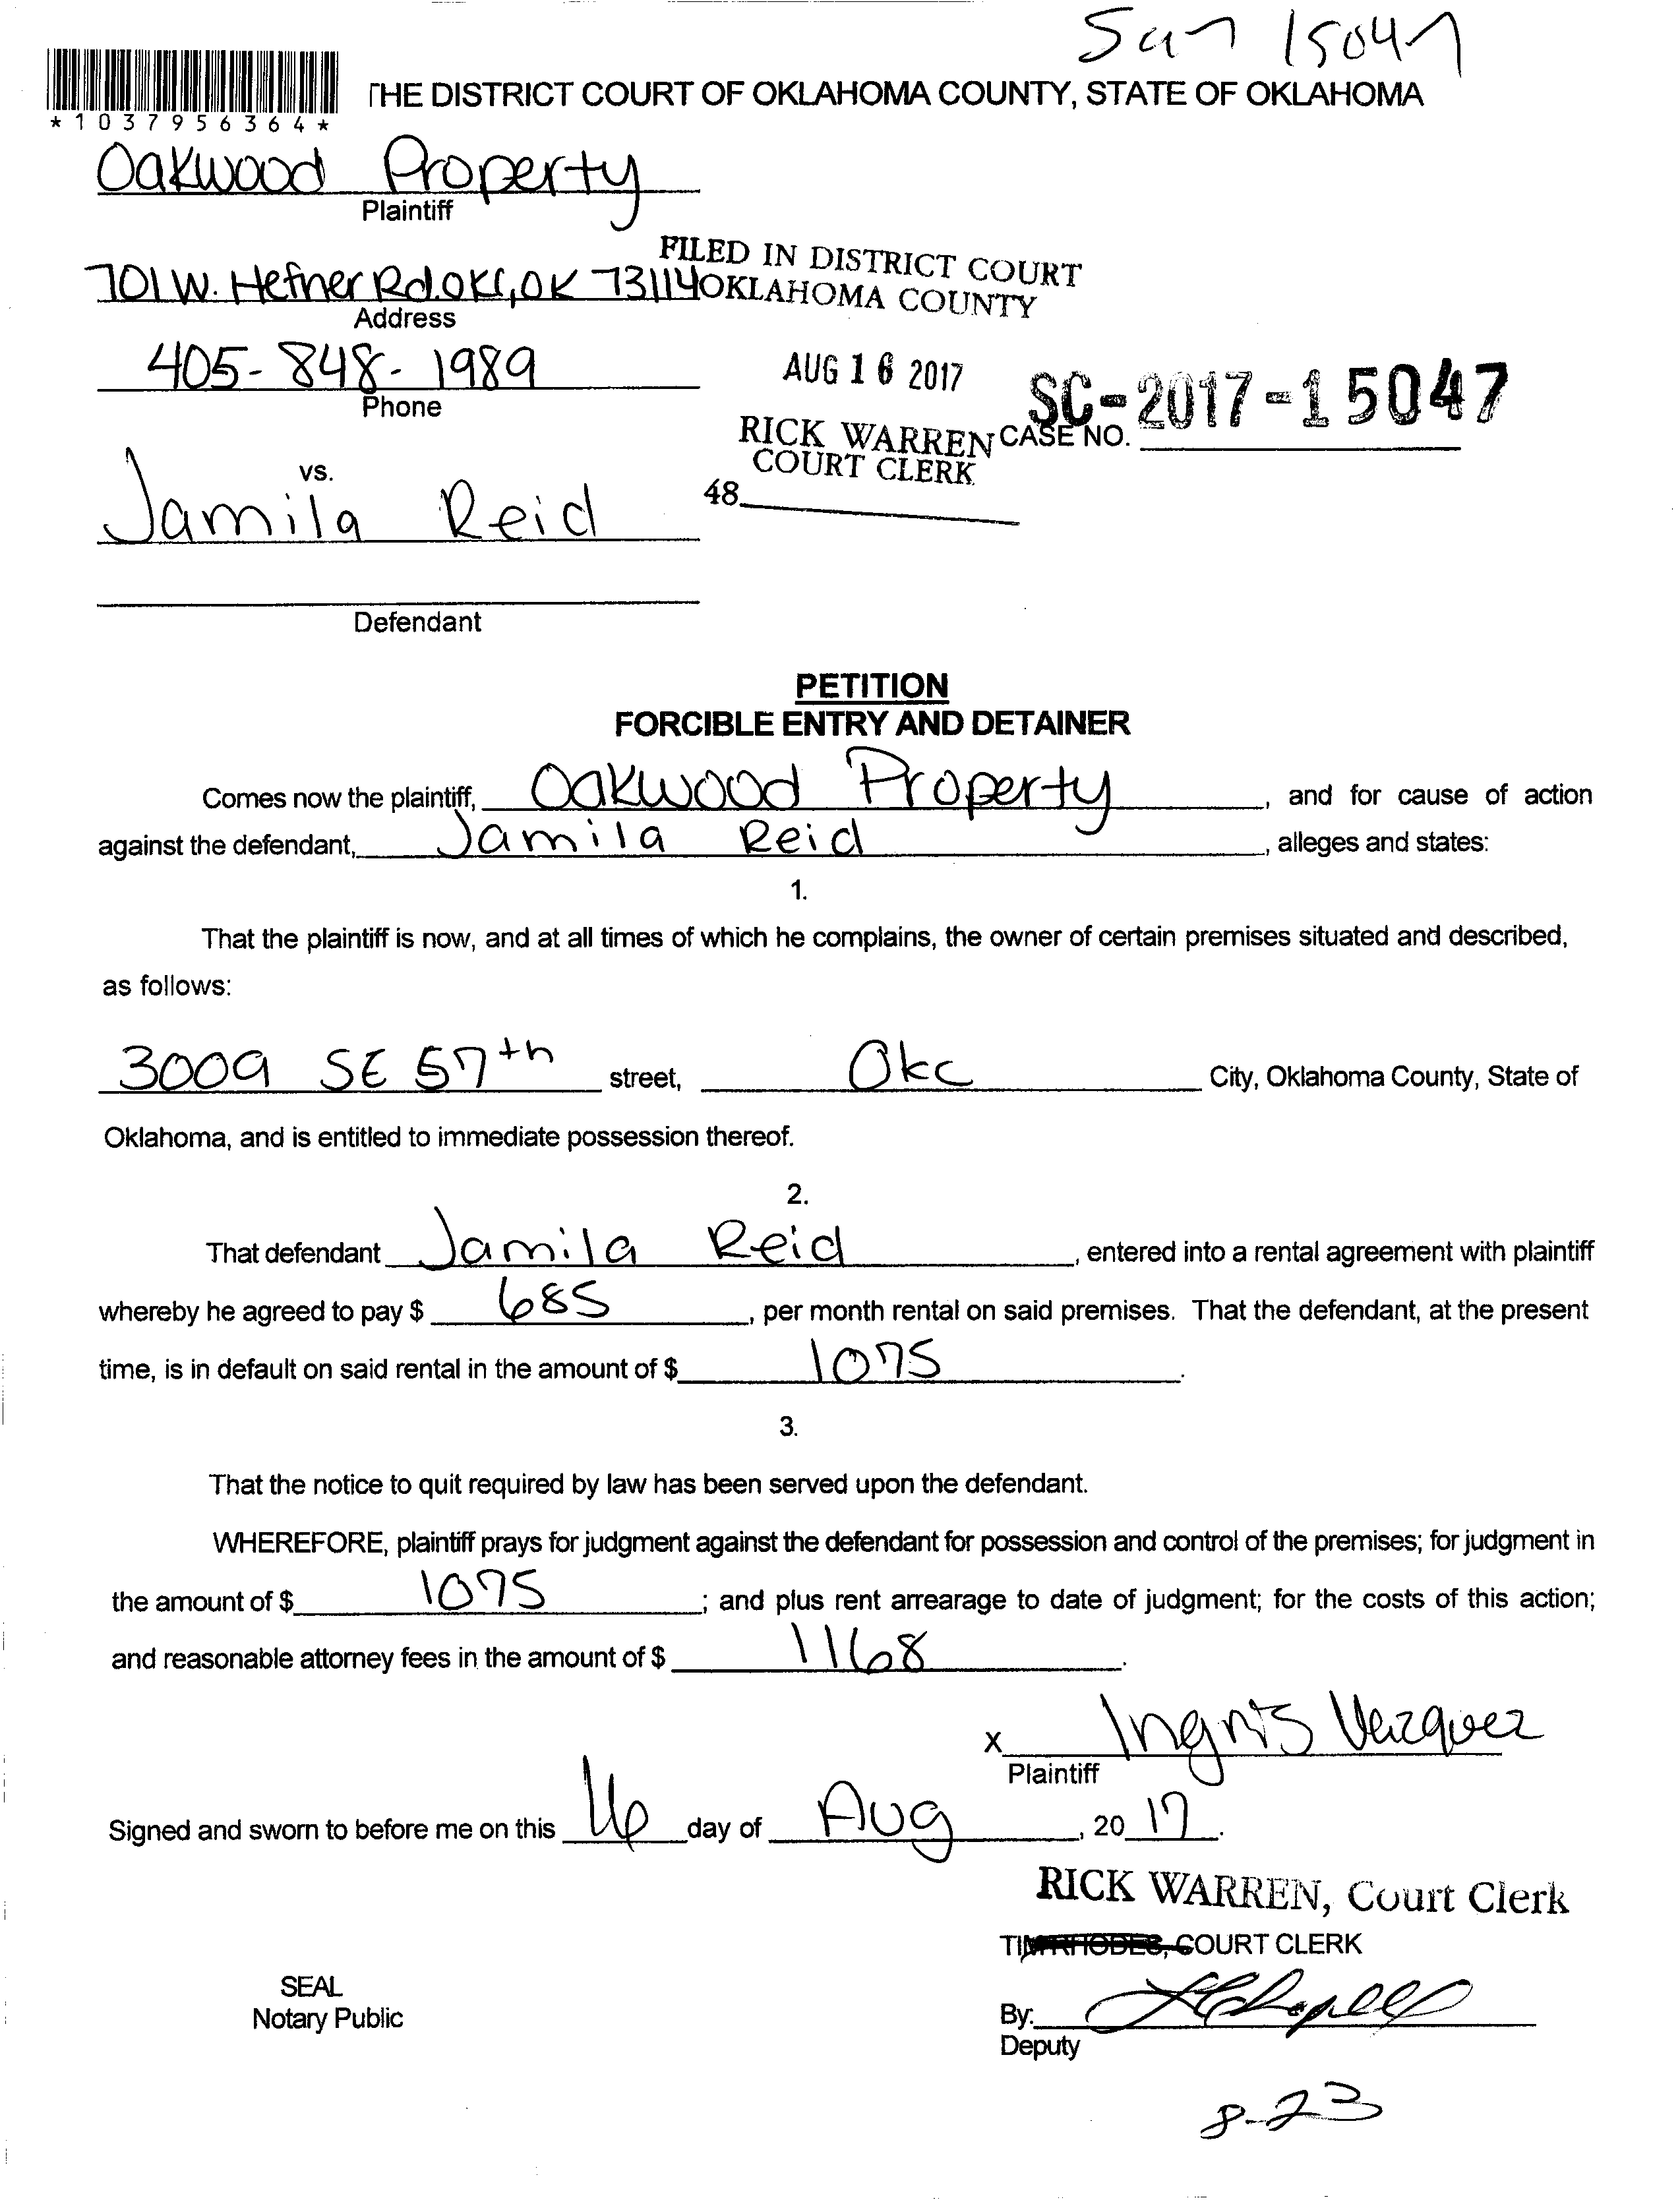 15047
*1037956364*
THE DISTRICT COURT OF OKLAHOMA COUNTY, STATE OF OKLAHOMA
Oakwood Property
Plaintiff
FILED IN DISTRICT COURT
OKLAHOMA COUNTY
701 W. Hefner Rd. OKC, OK 73114
Address
405-848-1989
Phone
AUG 16 2017
SC-2017-15047
RICK WARREN
COURT CLERK
CASE NO.
48
vs.
Jamila Reid
Defendant
PETITION
FORCIBLE ENTRY AND DETAINER
Comes now the plaintiff, Oakwood Property, and for cause of action
against the defendant, Jamila Reid, alleges and states:
1.
That the plaintiff is now, and at all times of which he complains, the owner of certain premises situated and described,
as follows:
3009 SE 57th street, Okc City, Oklahoma County, State of
Oklahoma, and is entitled to immediate possession thereof.
2.
That defendant Jamila Reid, entered into a rental agreement with plaintiff
whereby he agreed to pay $ 685, per month rental on said premises. That the defendant, at the present
time, is in default on said rental in the amount of $ 1075.
3.
That the notice to quit required by law has been served upon the defendant.
WHEREFORE, plaintiff prays for judgment against the defendant for possession and control of the premises; for judgment in
the amount of $ 1075; and plus rent arrearage to date of judgment; for the costs of this action;
and reasonable attorney fees in the amount of $ 1168.
X Ingris Vazquez
Plaintiff
Signed and sworn to before me on this 16 day of Aug, 20 17.
RICK WARREN, Court Clerk
TIM RHODES, COURT CLERK
SEAL
Notary Public
By:
Deputy
8-23